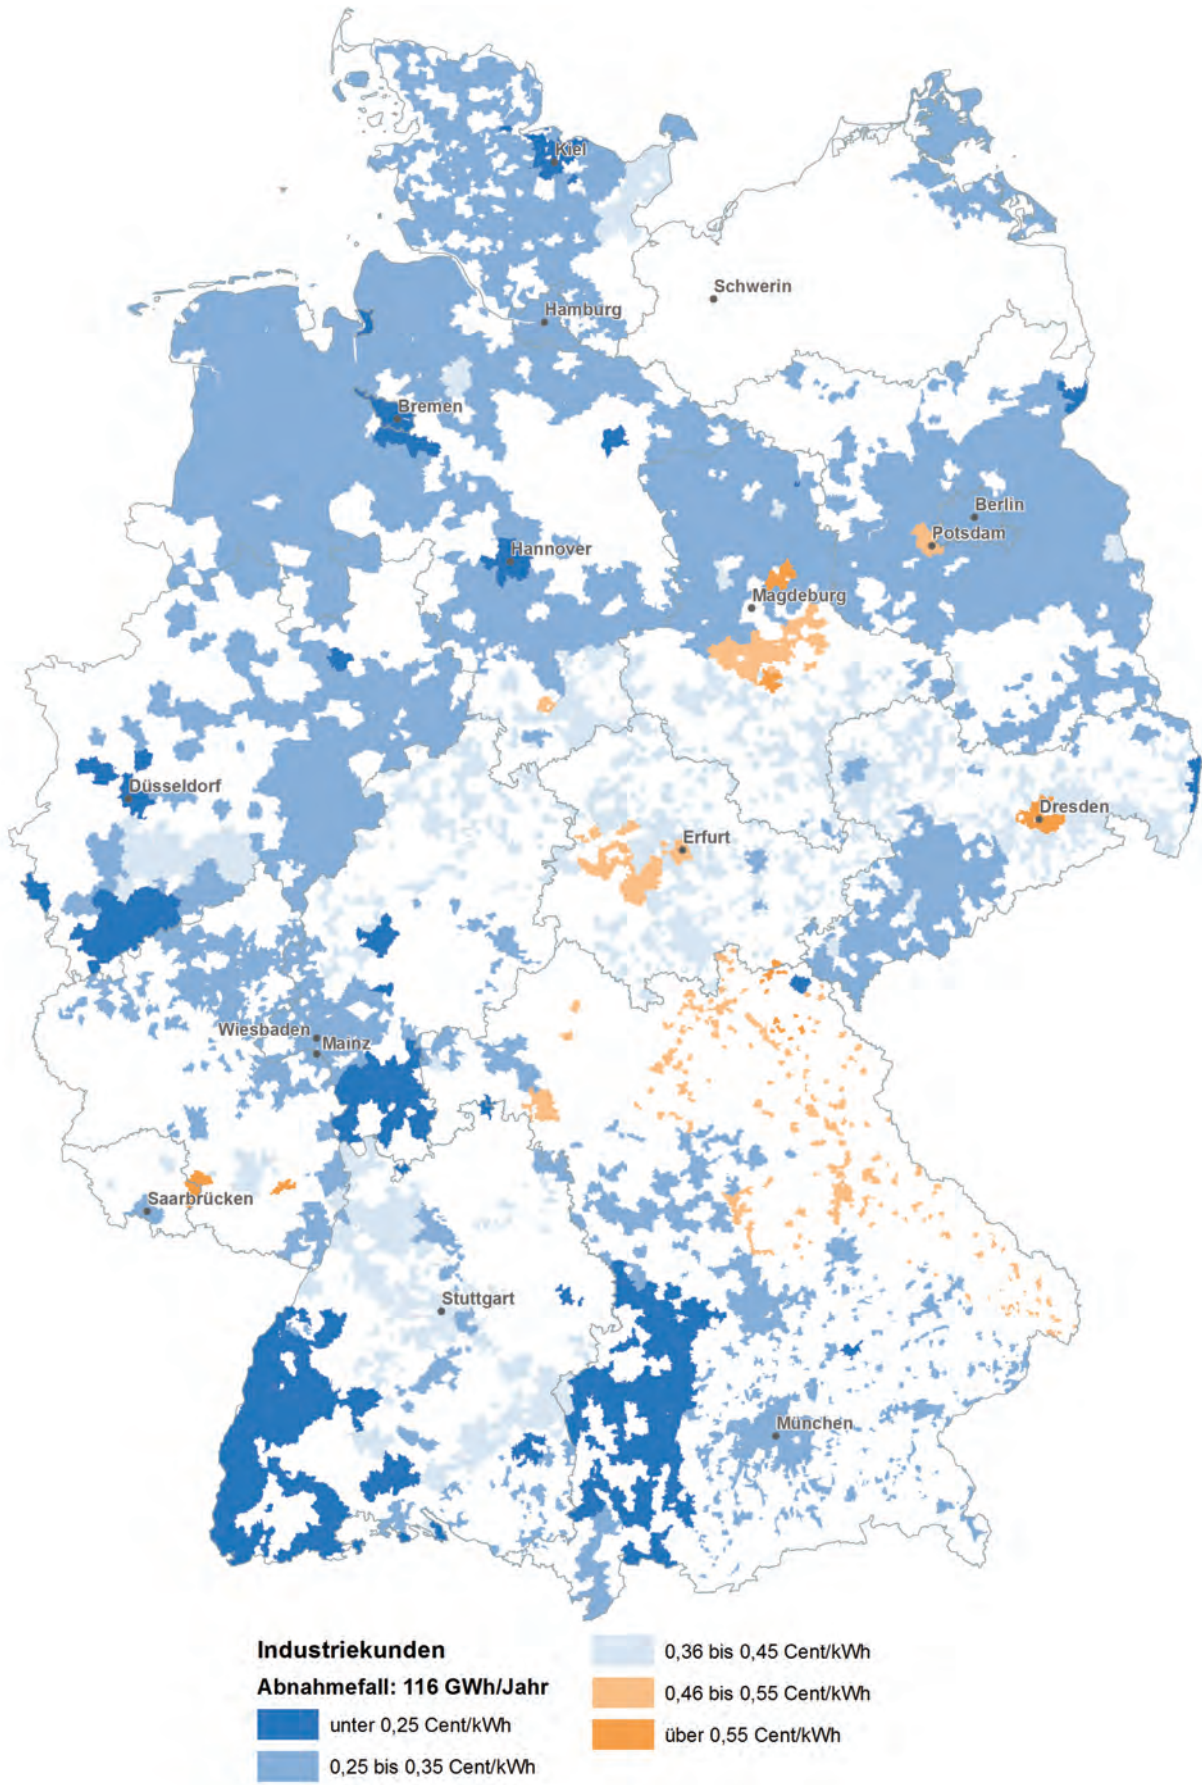 Kiel
Schwerin
Hamburg
Bremen
Berlin
Potsdam
Hannover
Magdeburg
Düsseldorf
Dresden
Erfurt
Wiesbaden
Mainz
Saarbrücken
Stuttgart
München
Industriekunden
Abnahmefall: 116 GWh/Jahr
unter 0,25 Cent/kWh
0,25 bis 0,35 Cent/kWh
0,36 bis 0,45 Cent/kWh
0,46 bis 0,55 Cent/kWh
über 0,55 Cent/kWh